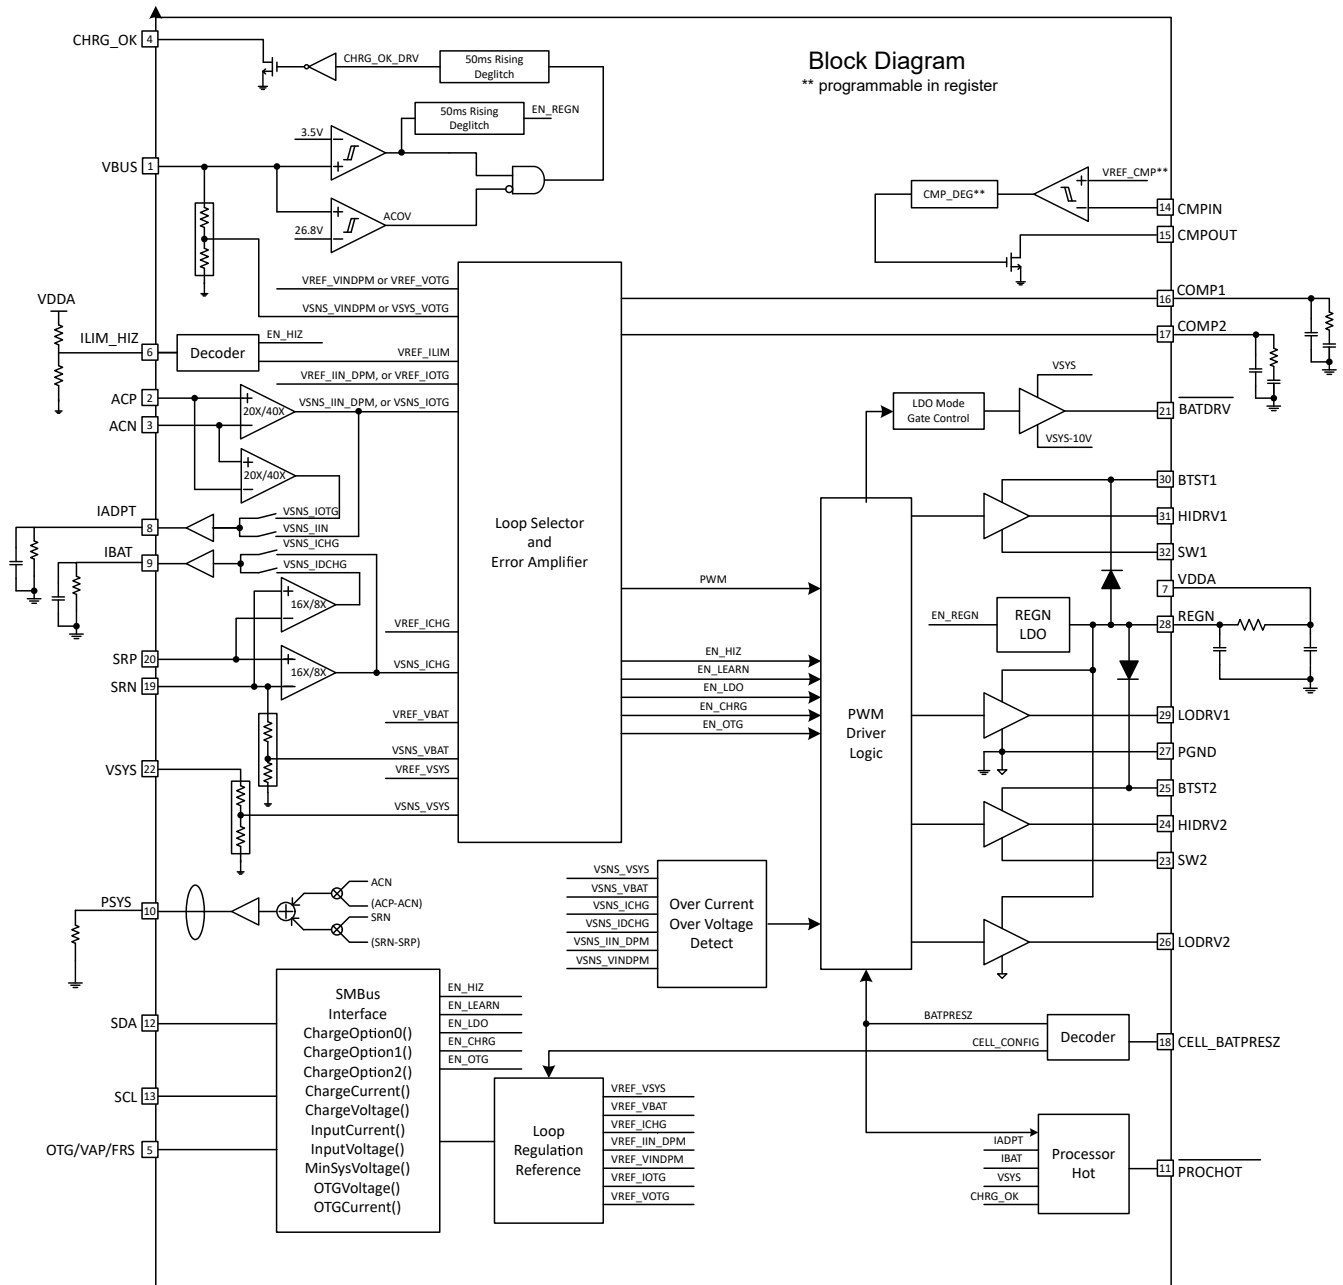 Block Diagram
** programmable in register
CHRG_OK
4
CHRG_OK_DRV
50ms Rising
Deglitch
50ms Rising
Deglitch
EN_REGN
3.5V
−
+
VBUS
1
+
−
26.8V
ACOV
CMP_DEG**
VREF_CMP**
+
−
14
CMPIN
15
CMPOUT
VREF_VINDPM or VREF_VOTG
VSNS_VINDPM or VSYS_VOTG
VDDA
ILIM_HIZ
6
Decoder
EN_HIZ
VREF_ILIM
VREF_IIN_DPM, or VREF_IOTG
VSNS_IIN_DPM, or VSNS_IOTG
ACP
2
ACN
3
+
20X/40X
−
+
20X/40X
−
IADPT
8
VSNS_IOTG
VSNS_IIN
IBAT
9
VSNS_ICHG
VSNS_IDCHG
+
16X/8X
−
SRP
20
SRN
19
+
16X/8X
−
VREF_ICHG
VSNS_ICHG
VREF_VBAT
VSNS_VBAT
VREF_VSYS
VSNS_VSYS
VSYS
22
Loop Selector
and
Error Amplifier
16
COMP1
17
COMP2
LDO Mode
Gate Control
VSYS
VSYS-10V
21
BATDRV
PWM
EN_HIZ
EN_LEARN
EN_LDO
EN_CHRG
EN_OTG
PWM
Driver
Logic
30
BTST1
31
HIDRV1
32
SW1
7
VDDA
EN_REGN
REGN
LDO
28
REGN
29
LODRV1
27
PGND
25
BTST2
24
HIDRV2
23
SW2
26
LODRV2
PSYS
10
ACN
(ACP-ACN)
SRN
(SRN-SRP)
VSNS_VSYS
VSNS_VBAT
VSNS_ICHG
VSNS_IDCHG
VSNS_IIN_DPM
VSNS_VINDPM
Over Current
Over Voltage
Detect
SDA
12
SCL
13
OTG/VAP/FRS
5
SMBus
Interface
ChargeOption0()
ChargeOption1()
ChargeOption2()
ChargeCurrent()
ChargeVoltage()
InputCurrent()
InputVoltage()
MinSysVoltage()
OTGVoltage()
OTGCurrent()
EN_HIZ
EN_LEARN
EN_LDO
EN_CHRG
EN_OTG
Loop
Regulation
Reference
VREF_VSYS
VREF_VBAT
VREF_ICHG
VREF_IIN_DPM
VREF_VINDPM
VREF_IOTG
VREF_VOTG
BATPRESZ
CELL_CONFIG
Decoder
18
CELL_BATPRESZ
IADPT
IBAT
VSYS
CHRG_OK
Processor
Hot
11
PROCHOT